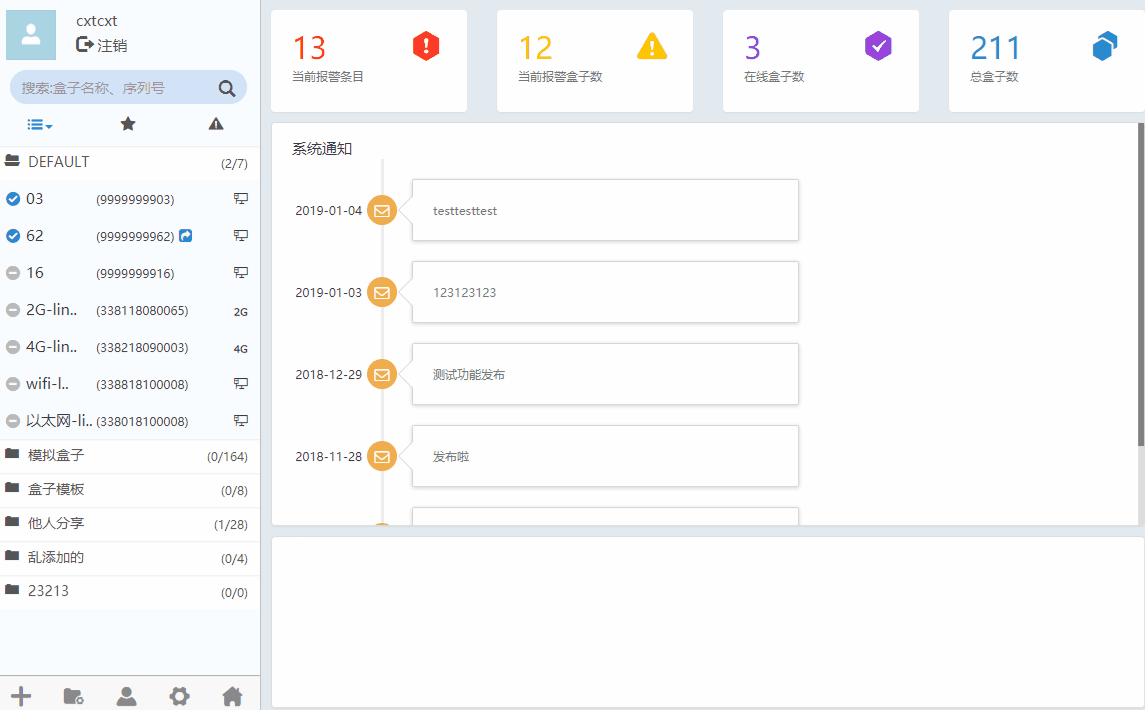 cxtcxt
注销
搜索:盒子名称、序列号
DEFAULT (2/7)
03 (9999999903)
62 (9999999962)
16 (9999999916)
2G-lin.. (338118080065) 2G
4G-lin.. (338218090003) 4G
wifi-l.. (338818100008)
以太网-li.. (338018100008)
模拟盒子 (0/164)
盒子模板 (0/8)
他人分享 (1/28)
乱添加的 (0/4)
23213 (0/0)
13
当前报警条目
12
当前报警盒子数
3
在线盒子数
211
总盒子数
系统通知
2019-01-04 testtesttest
2019-01-03 123123123
2018-12-29 测试功能发布
2018-11-28 发布啦